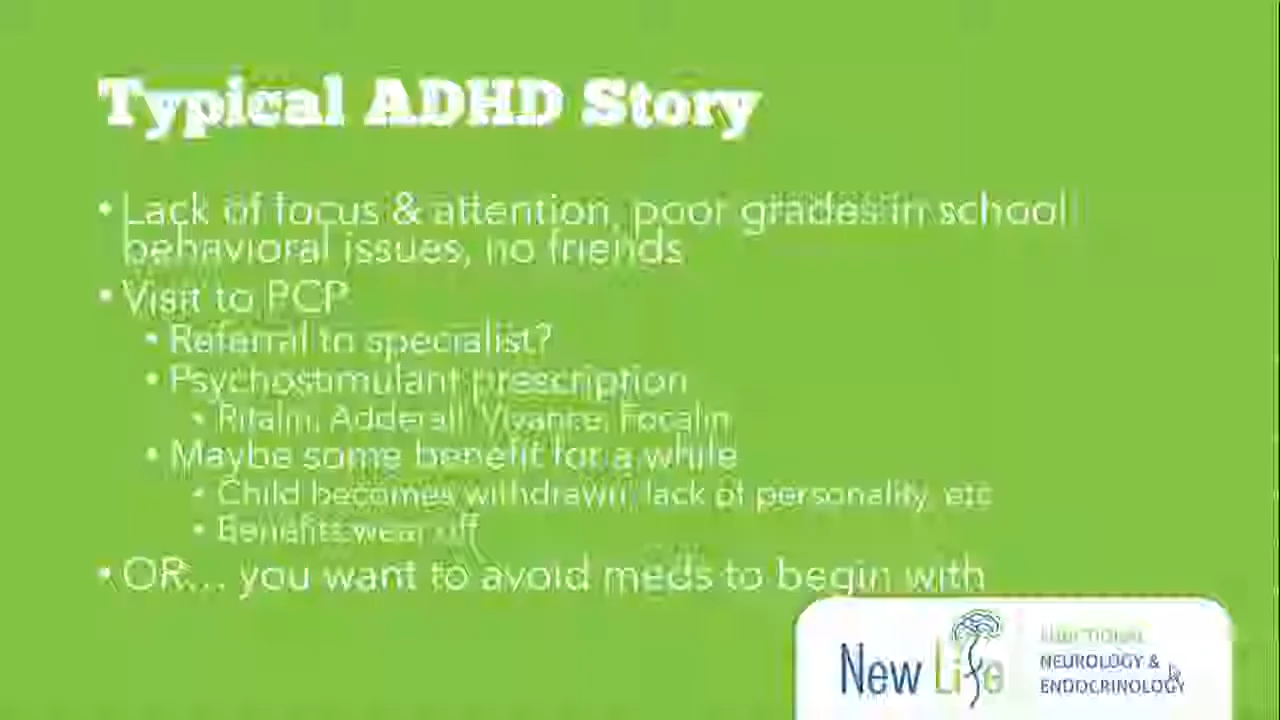 Typical ADHD Story
• Lack of focus & attention, poor grades in school
behavioral issues, no friends
• Visit to PCP
• Referral to specialist?
• Psychostimulant prescription
• Ritalin, Adderall, Vyvance, Focalin
• Maybe some benefit for a while
• Child becomes withdrawn, lack of personality, etc
• Benefits wear off
• OR... you want to avoid meds to begin with
New Life
FUNCTIONAL
NEUROLOGY &
ENDOCRINOLOGY